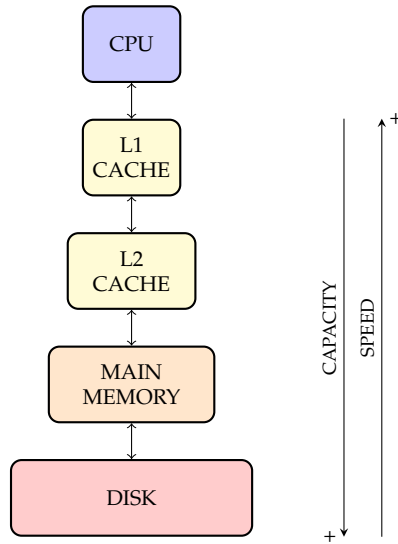 CPU
L1
CACHE
L2
CACHE
MAIN
MEMORY
DISK
+
CAPACITY
SPEED
+